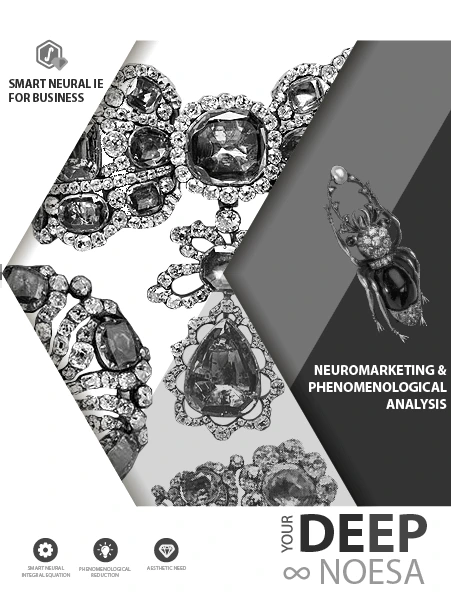 SMART NEURAL IE
FOR BUSINESS
NEUROMARKETING &
PHENOMENOLOGICAL
ANALYSIS
YOUR
DEEP
∞ NOESA
SMART NEURAL
INTEGRAL EQUATION
PHENOMENOLOGICAL
REDUCTION
AESTHETIC NEED